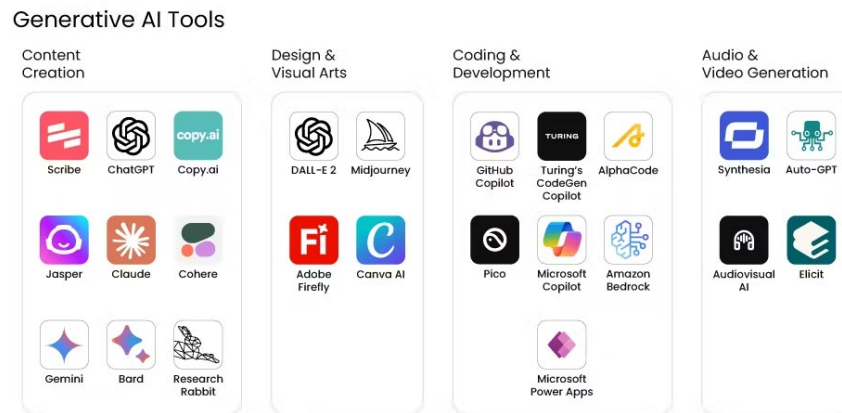 Generative AI Tools
Content
Creation
Scribe
ChatGPT
copy.ai
Copy.ai
Jasper
Claude
Cohere
Gemini
Bard
Research
Rabbit
Design &
Visual Arts
DALL-E 2
Midjourney
Fi
Adobe
Firefly
C
Canva AI
Coding &
Development
GitHub
Copilot
TURING
Turing's
CodeGen
Copilot
AlphaCode
Pico
Microsoft
Copilot
Amazon
Bedrock
Microsoft
Power Apps
Audio &
Video Generation
Synthesia
Auto-GPT
Audiovisual
AI
Elicit